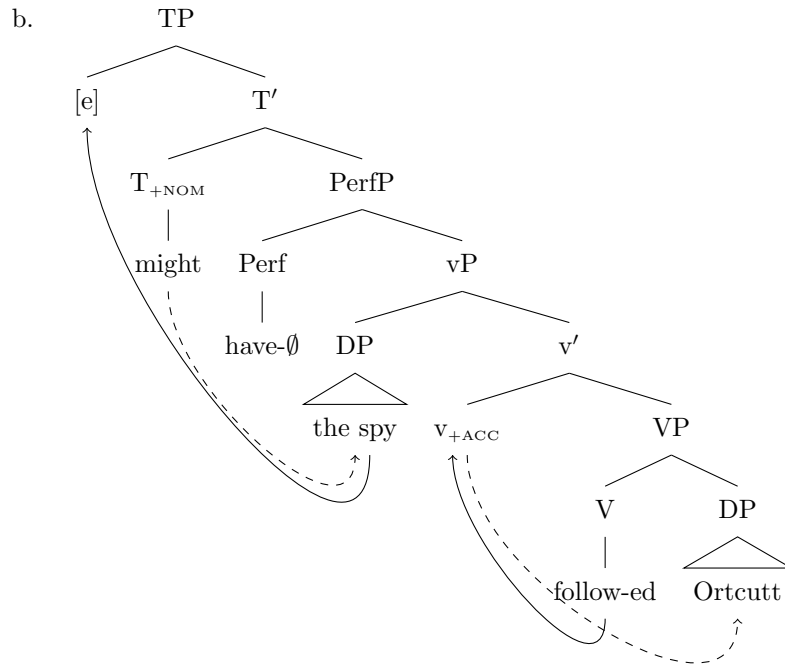 b. TP
[e] T′
T+NOM PerfP
might Perf vP
have-∅ DP v′
the spy v+ACC VP
V DP
follow-ed Ortcutt